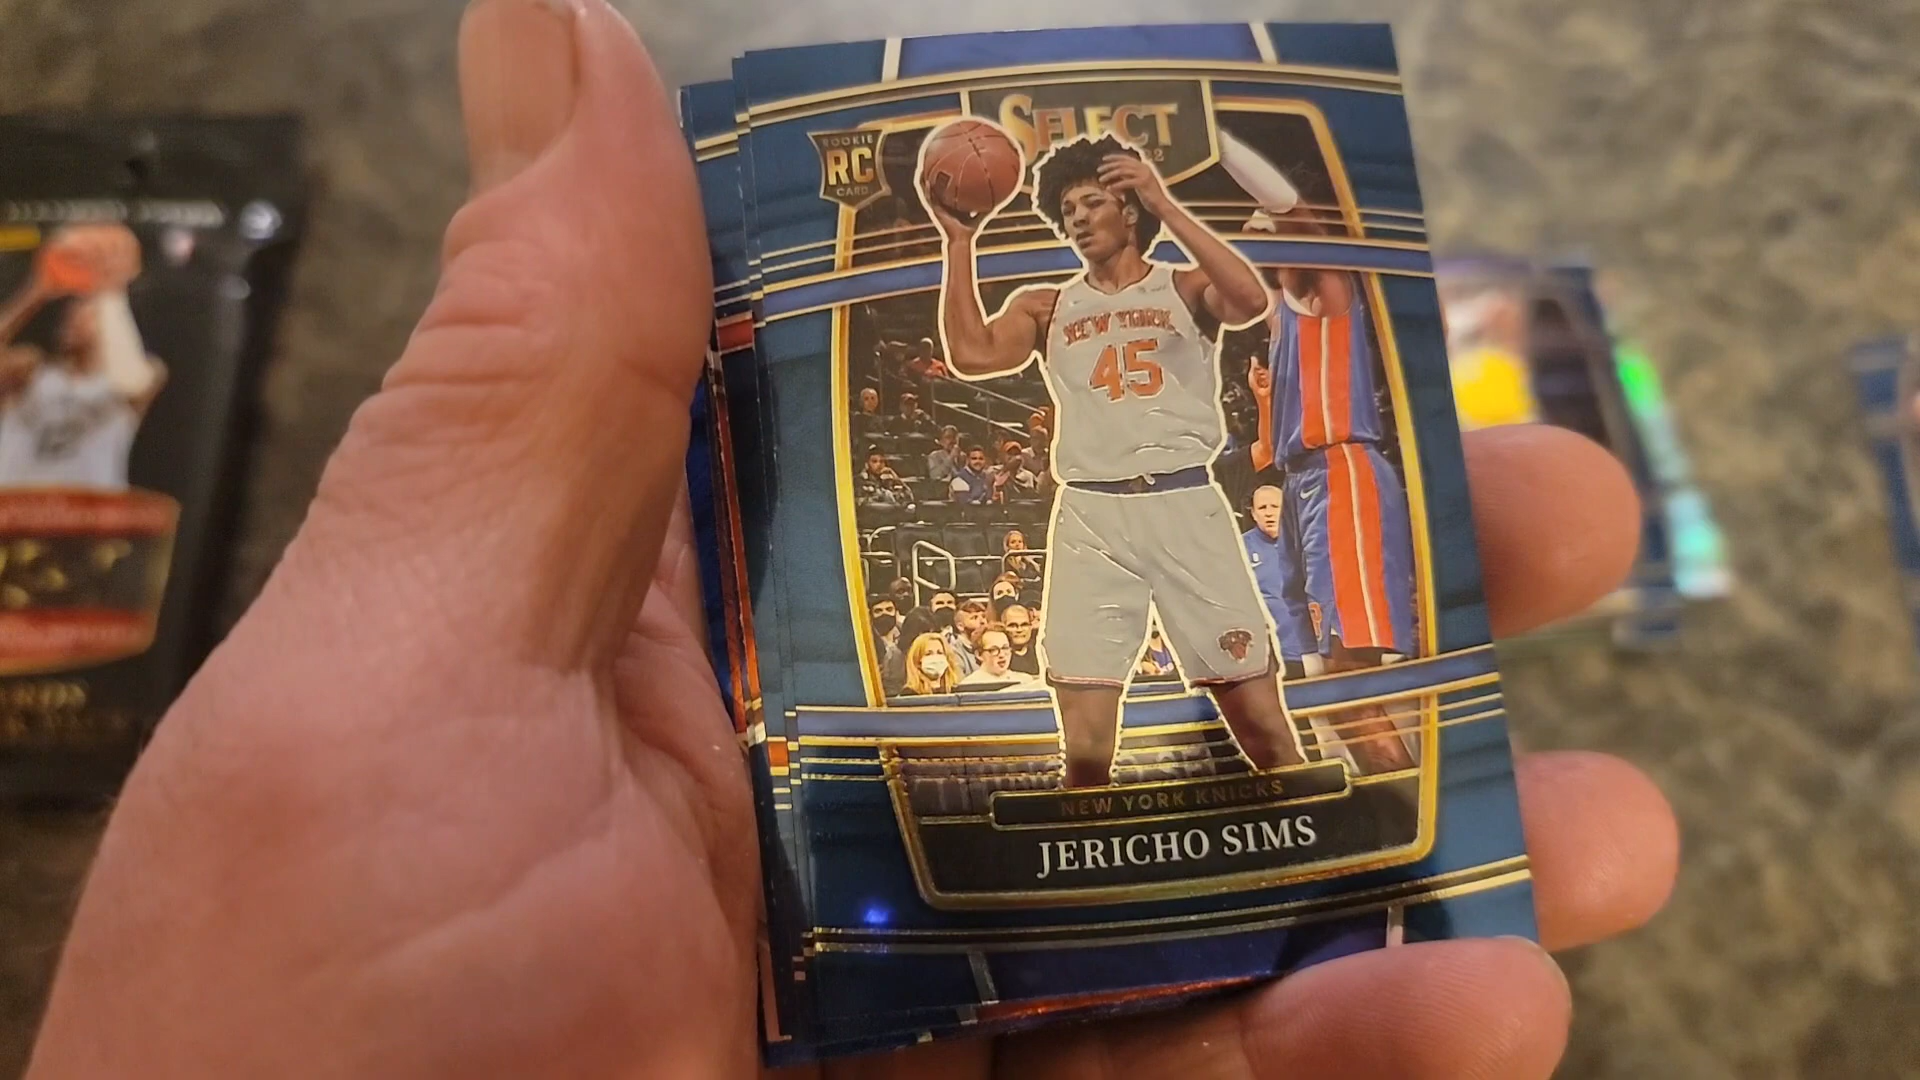 SELECT
ROOKIE
RC
CARD
NEW YORK
45
NEW YORK KNICKS
JERICHO SIMS